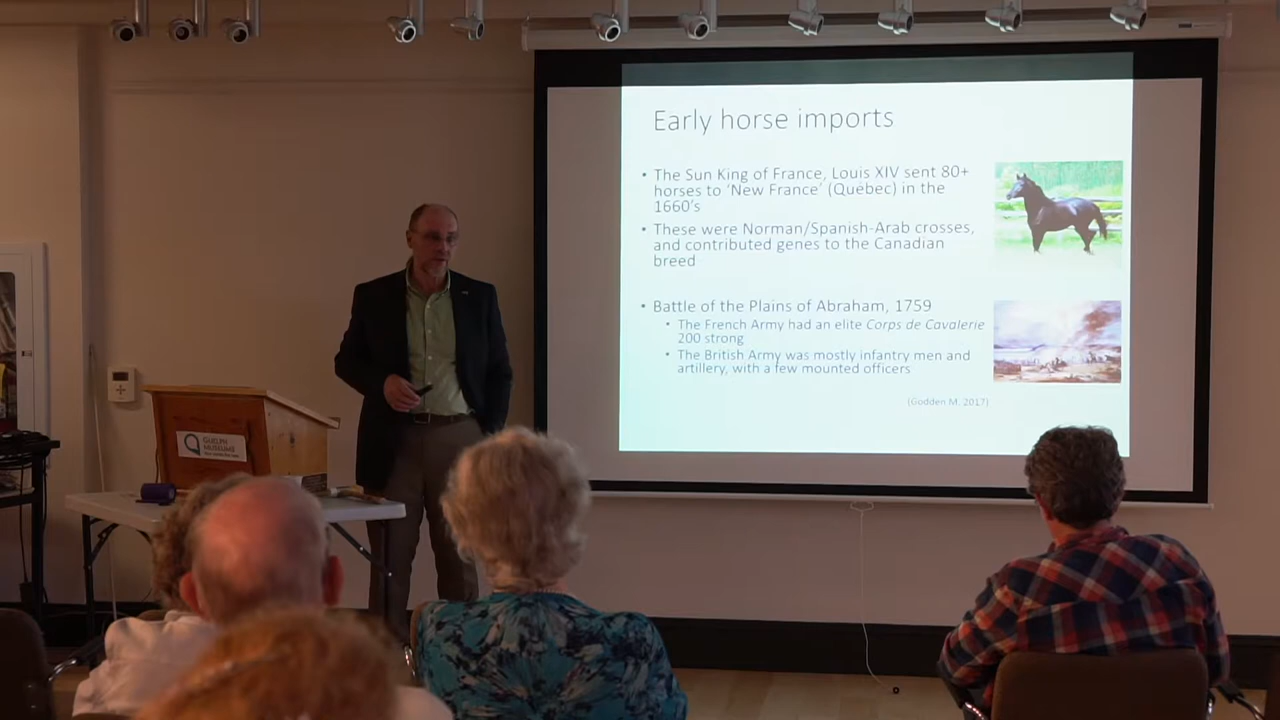 Early horse imports
• The Sun King of France, Louis XIV sent 80+
horses to 'New France' (Québec) in the
1660's
• These were Norman/Spanish-Arab crosses,
and contributed genes to the Canadian
breed
• Battle of the Plains of Abraham, 1759
• The French Army had an elite Corps de Cavalerie
200 strong
• The British Army was mostly infantry men and
artillery, with a few mounted officers
(Godden M. 2017)
GUELPH
MUSEUMS